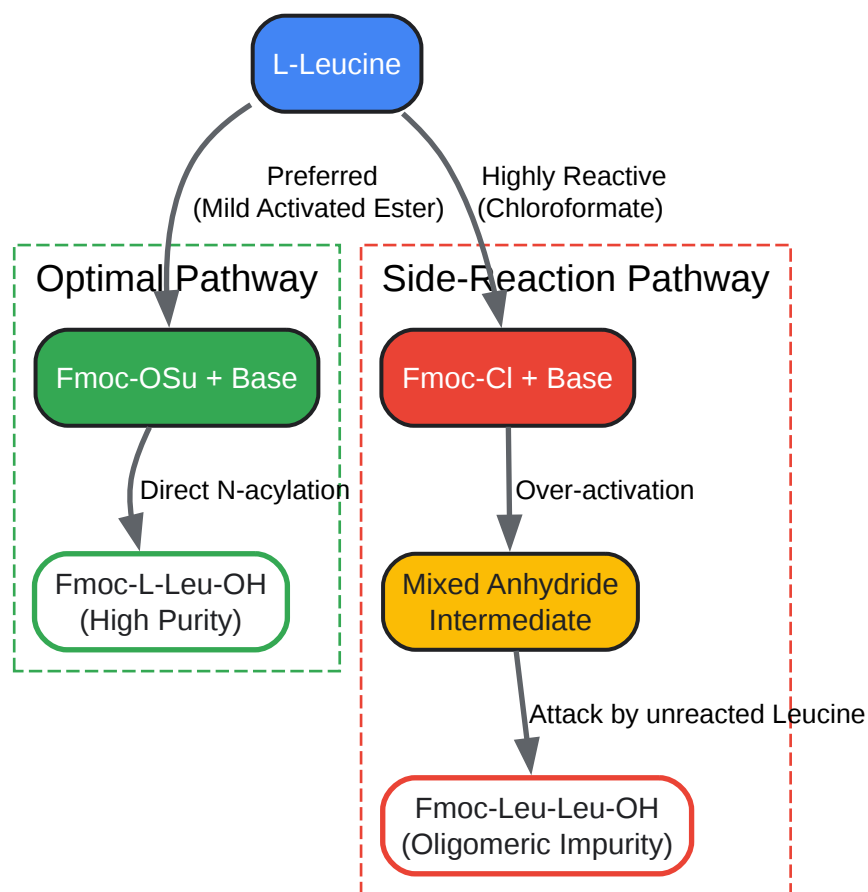 L-Leucine
Preferred
(Mild Activated Ester)
Highly Reactive
(Chloroformate)
Optimal Pathway
Side-Reaction Pathway
Fmoc-OSu + Base
Fmoc-Cl + Base
Direct N-acylation
Over-activation
Fmoc-L-Leu-OH
(High Purity)
Mixed Anhydride
Intermediate
Attack by unreacted Leucine
Fmoc-Leu-Leu-OH
(Oligomeric Impurity)